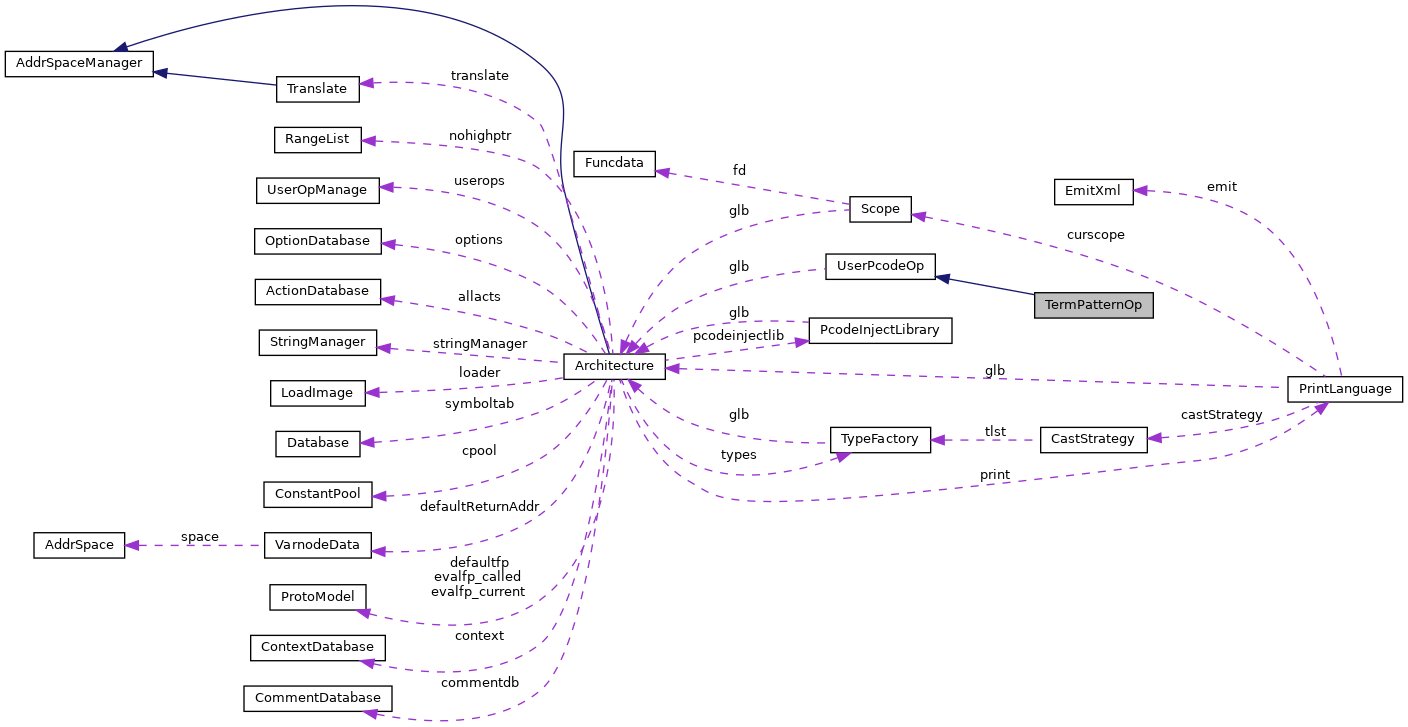 AddrSpaceManager
translate
Translate
nohighptr
RangeList
Funcdata
fd
userops
UserOpManage
emit
EmitXml
glb
Scope
curscope
options
OptionDatabase
glb
UserPcodeOp
allacts
ActionDatabase
TermPatternOp
glb
PcodeInjectLibrary
pcodeinjectlib
stringManager
StringManager
Architecture
glb
loader
LoadImage
PrintLanguage
symboltab
Database
glb
castStrategy
tlst
TypeFactory
CastStrategy
cpool
types
print
ConstantPool
defaultReturnAddr
space
AddrSpace
VarnodeData
defaultfp
evalfp_called
evalfp_current
ProtoModel
context
ContextDatabase
commentdb
CommentDatabase